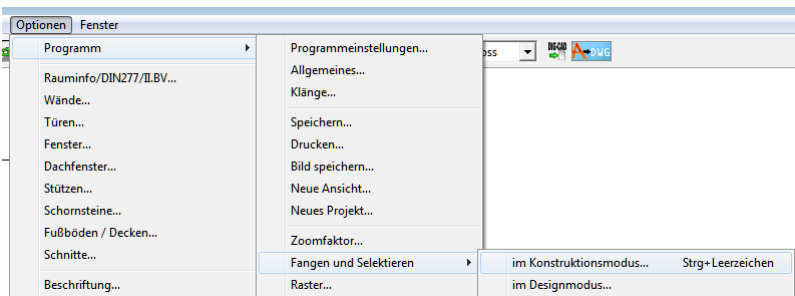 Optionen Fenster
Programm
Rauminfo/DIN277/II.BV...
Wände...
Türen...
Fenster...
Dachfenster...
Stützen...
Schornsteine...
Fußböden / Decken...
Schnitte...
Beschriftung...
Programmeinstellungen...
Allgemeines...
Klänge...
Speichern...
Drucken...
Bild speichern...
Neue Ansicht...
Neues Projekt...
Zoomfaktor...
Fangen und Selektieren
Raster...
im Konstruktionsmodus... Strg+Leerzeichen
im Designmodus...
oss
A DWG